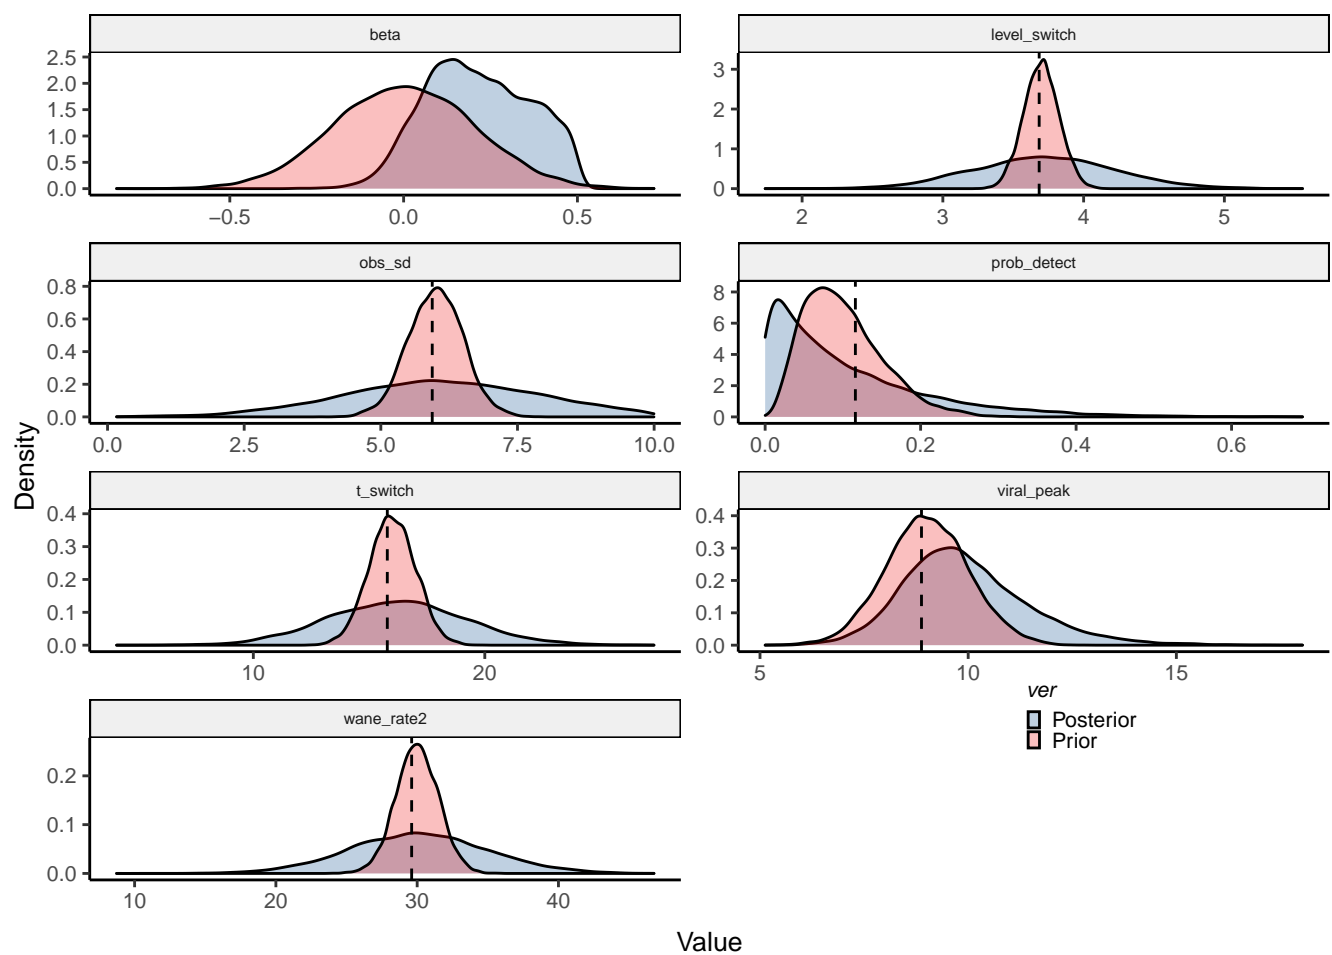 beta
level_switch
2.5
2.0
1.5
1.0
0.5
0.0
−0.5 0.0 0.5
3
2
1
0
2 3 4 5
obs_sd
prob_detect
0.8
0.6
0.4
0.2
0.0
0.0 2.5 5.0 7.5 10.0
8
6
4
2
0
0.0 0.2 0.4 0.6
Density
t_switch
viral_peak
0.4
0.3
0.2
0.1
0.0
10 20
0.4
0.3
0.2
0.1
0.0
5 10 15
wane_rate2
0.2
0.1
0.0
10 20 30 40
ver
Posterior
Prior
Value